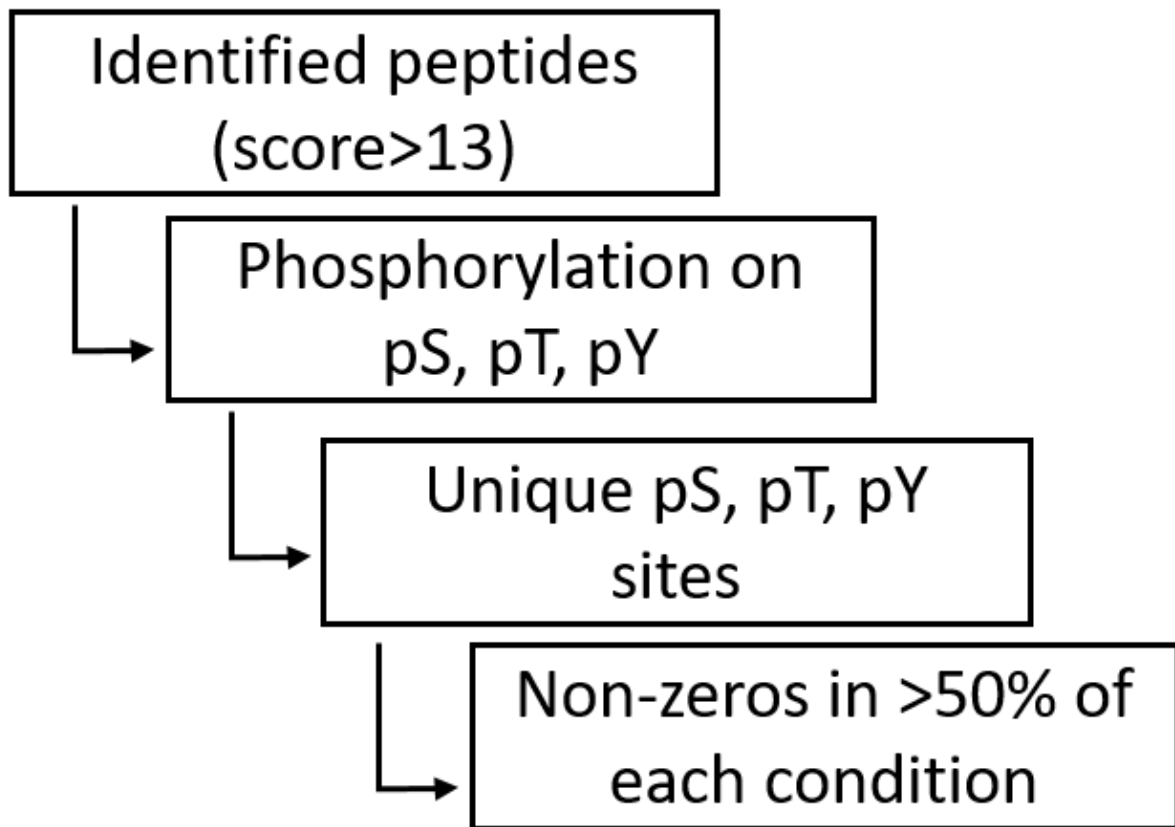 Identified peptides
(score>13)
Phosphorylation on
pS, pT, pY
Unique pS, pT, pY
sites
Non-zeros in >50% of
each condition